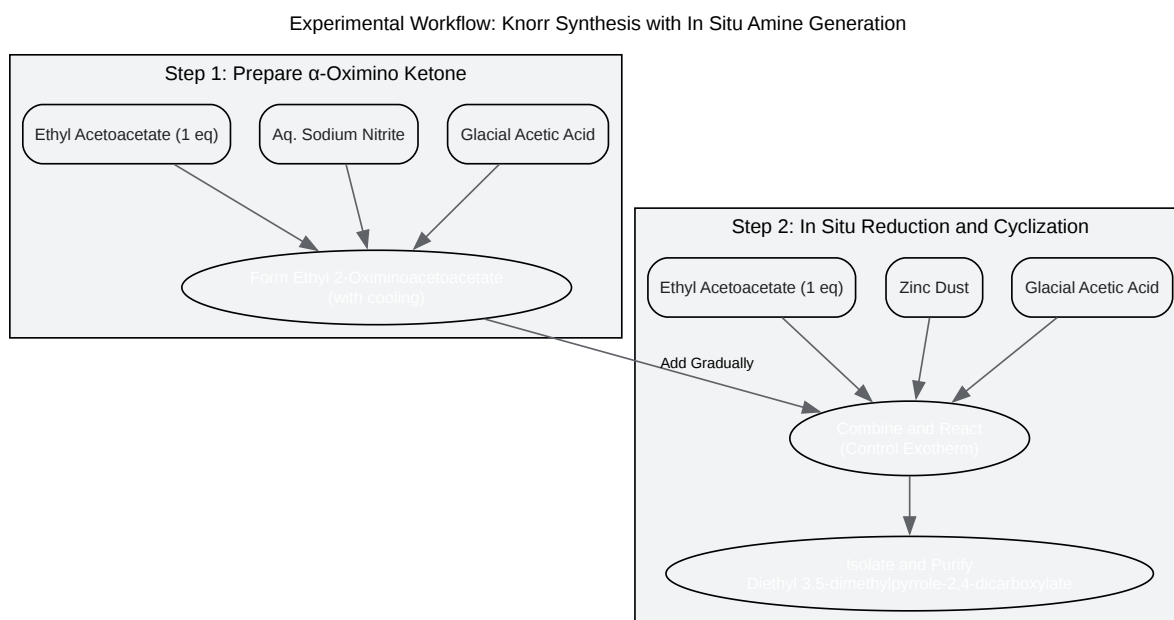 Experimental Workflow: Knorr Synthesis with In Situ Amine Generation
Step 1: Prepare α-Oximino Ketone
Ethyl Acetoacetate (1 eq)
Aq. Sodium Nitrite
Glacial Acetic Acid
Form Ethyl 2-Oximinoacetoacetate
(with cooling)
Step 2: In Situ Reduction and Cyclization
Ethyl Acetoacetate (1 eq)
Zinc Dust
Glacial Acetic Acid
Add Gradually
Combine and React
(Control Exotherm)
Isolate and Purify
Diethyl 3,5-dimethylpyrrole-2,4-dicarboxylate